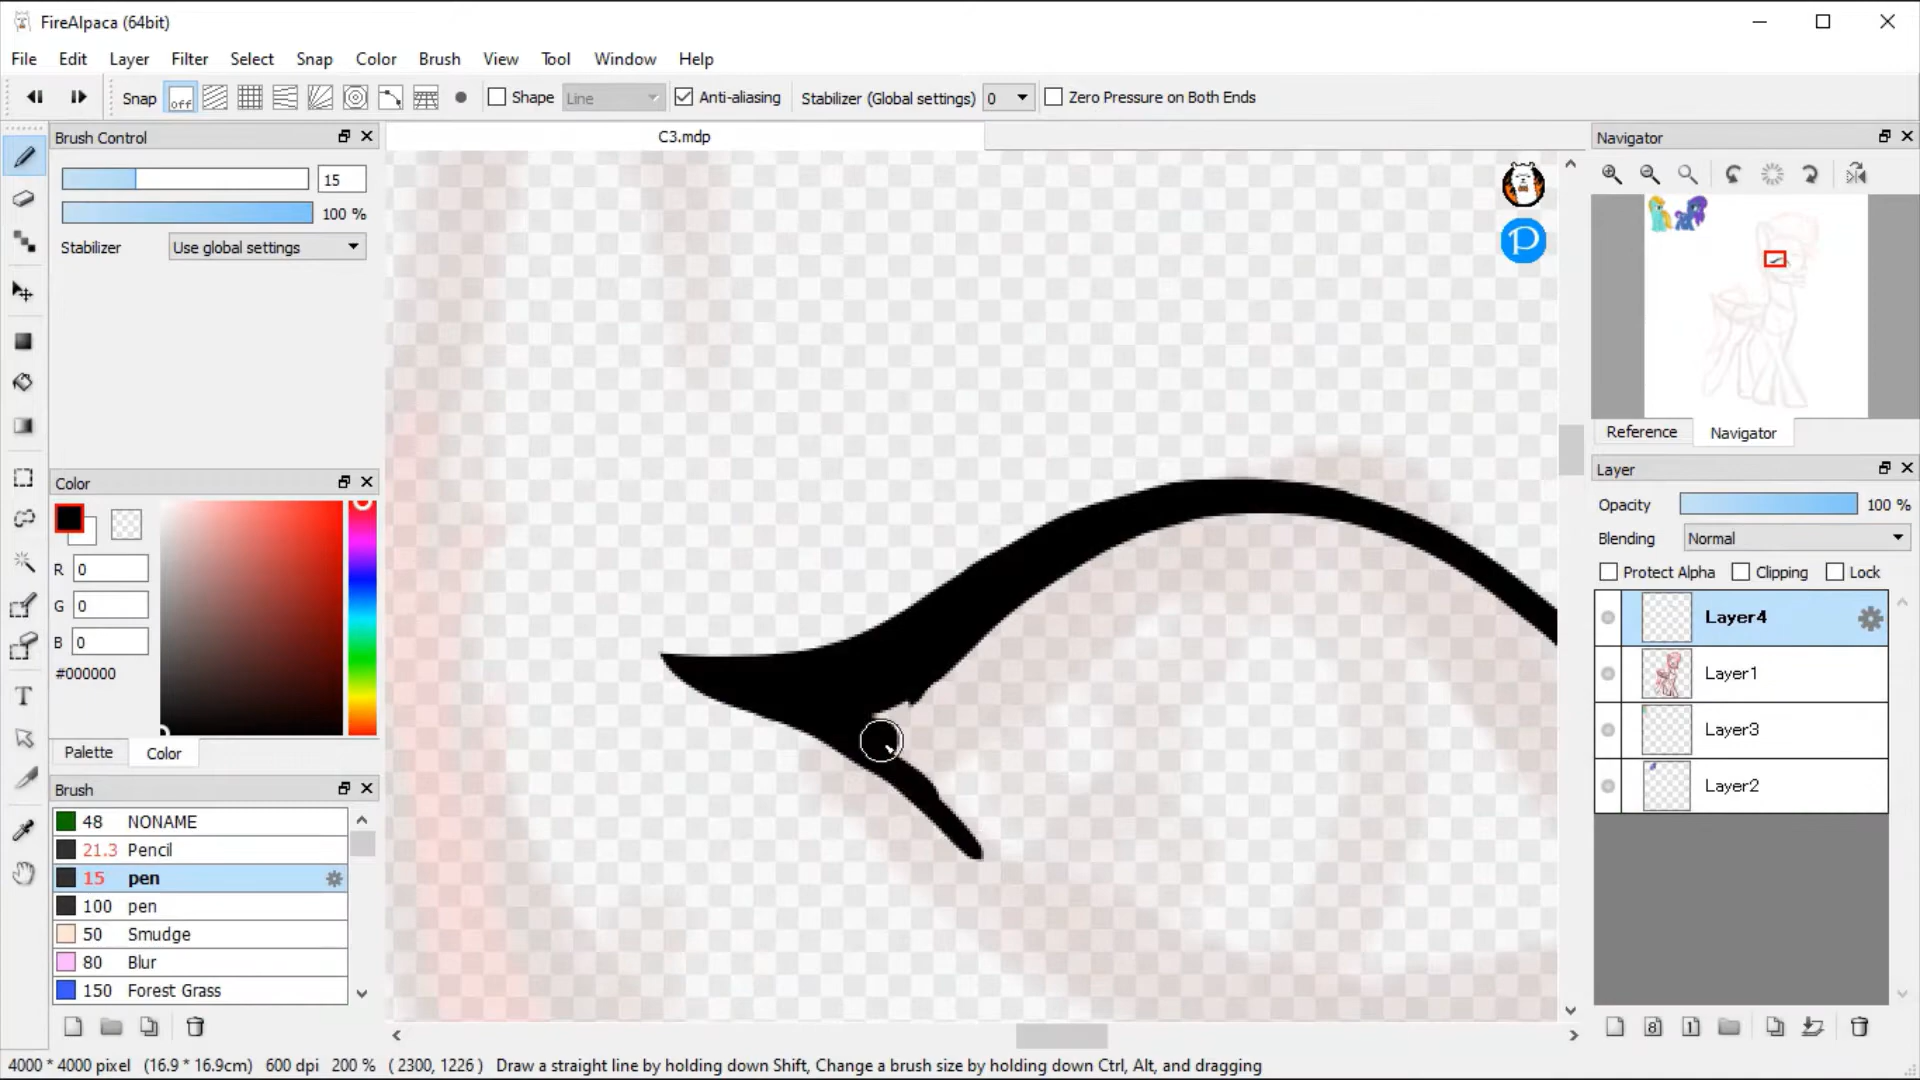 FireAlpaca (64bit)
File Edit Layer Filter Select Snap Color Brush View Tool Window Help
Snap off Shape Line Anti-aliasing Stabilizer (Global settings) 0 Zero Pressure on Both Ends
Brush Control
C3.mdp
Navigator
15
100 %
Stabilizer Use global settings
P
Reference Navigator
Color
Layer
Opacity 100 %
Blending Normal
R 0
Protect Alpha Clipping Lock
G 0
Layer4
B 0
#000000
Layer1
Layer3
Palette Color
Layer2
Brush
48 NONAME
21.3 Pencil
15 pen
100 pen
50 Smudge
80 Blur
150 Forest Grass
T
8
1
4000 * 4000 pixel (16.9 * 16.9cm) 600 dpi 200 % ( 2300, 1226 ) Draw a straight line by holding down Shift, Change a brush size by holding down Ctrl, Alt, and dragging